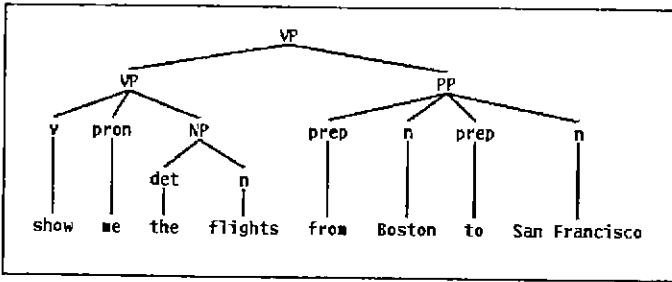 VP
VP PP
v pron NP prep n prep n
det n
show me the flights from Boston to San Francisco